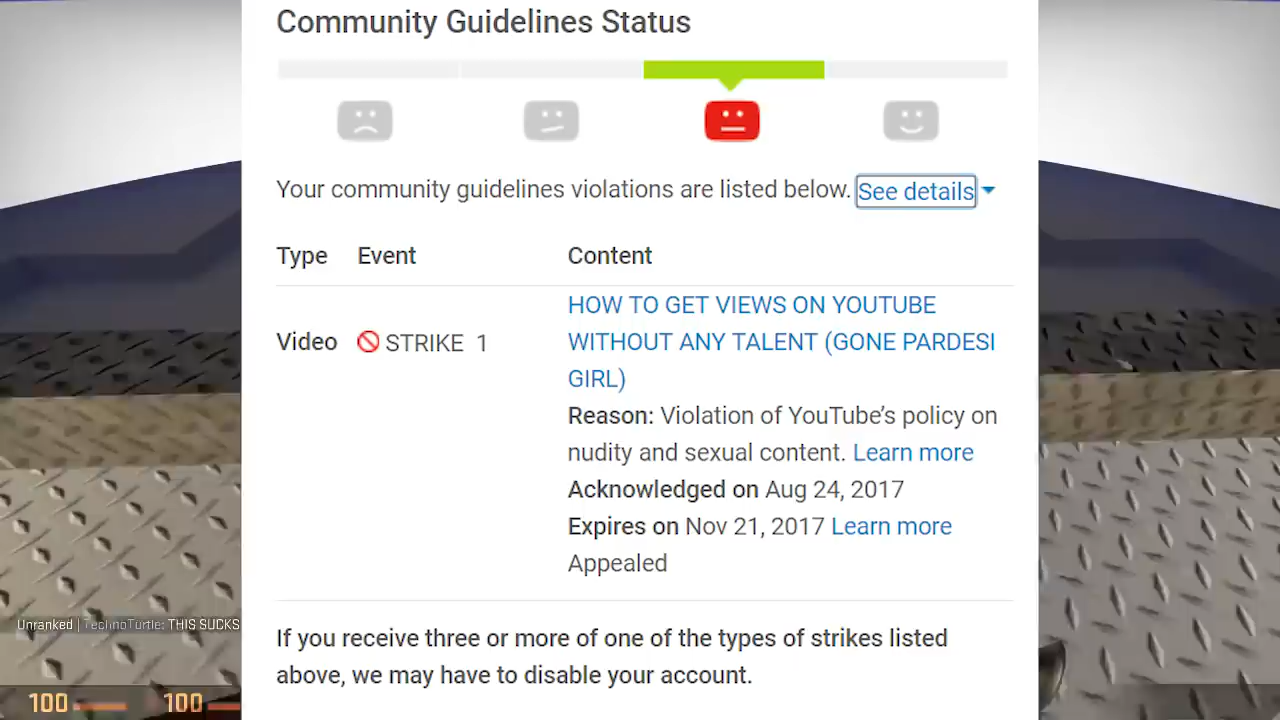 Community Guidelines Status
Your community guidelines violations are listed below. See details
Type Event Content
HOW TO GET VIEWS ON YOUTUBE
Video STRIKE 1 WITHOUT ANY TALENT (GONE PARDESI
GIRL)
Reason: Violation of YouTube’s policy on
nudity and sexual content. Learn more
Acknowledged on Aug 24, 2017
Expires on Nov 21, 2017 Learn more
Appealed
Unranked | TechnoTurtle: THIS SUCKS
If you receive three or more of one of the types of strikes listed
above, we may have to disable your account.
100 100